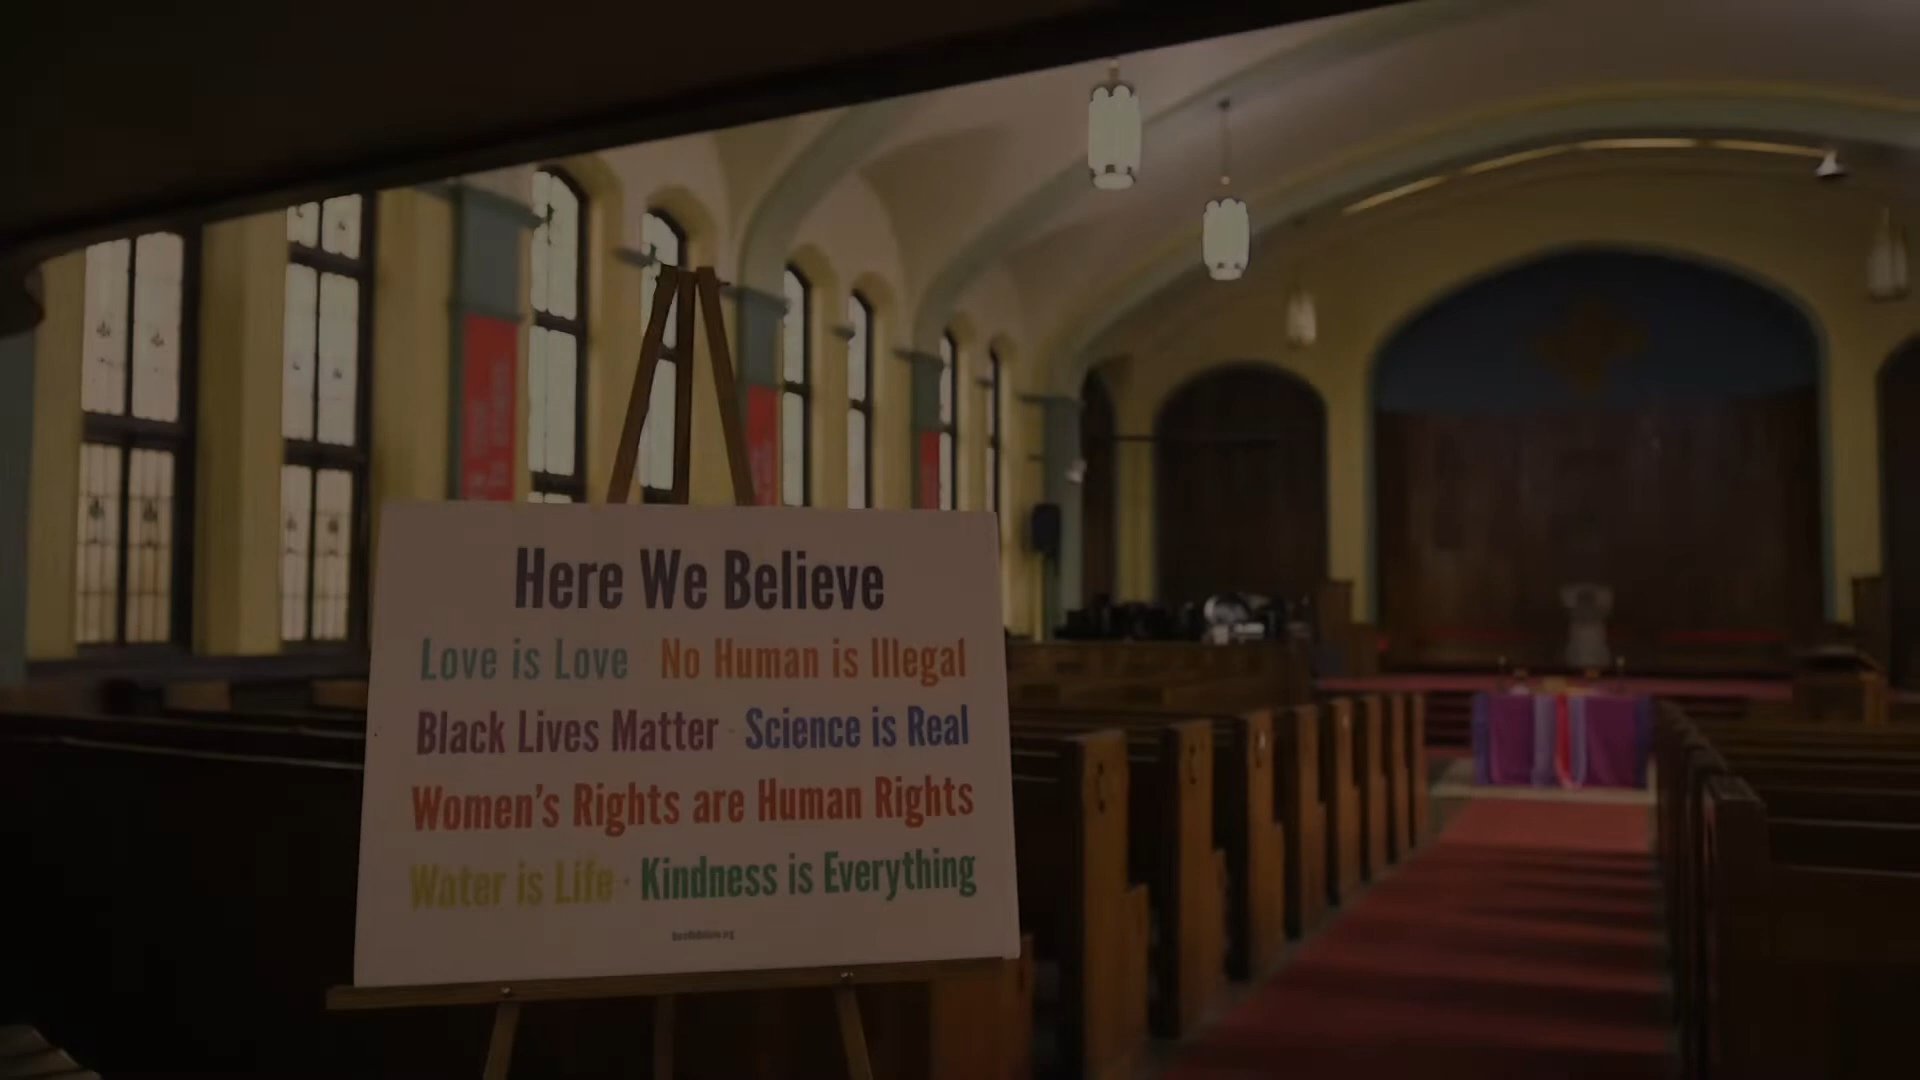 Here We Believe
Love is Love · No Human is Illegal
Black Lives Matter · Science is Real
Women's Rights are Human Rights
Water is Life · Kindness is Everything